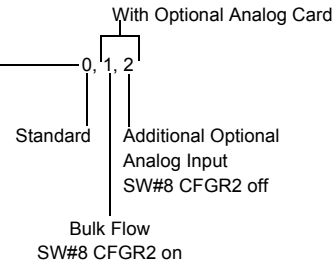 With Optional Analog Card
0, 1, 2
Standard
Additional Optional
Analog Input
SW#8 CFGR2 off
Bulk Flow
SW#8 CFGR2 on